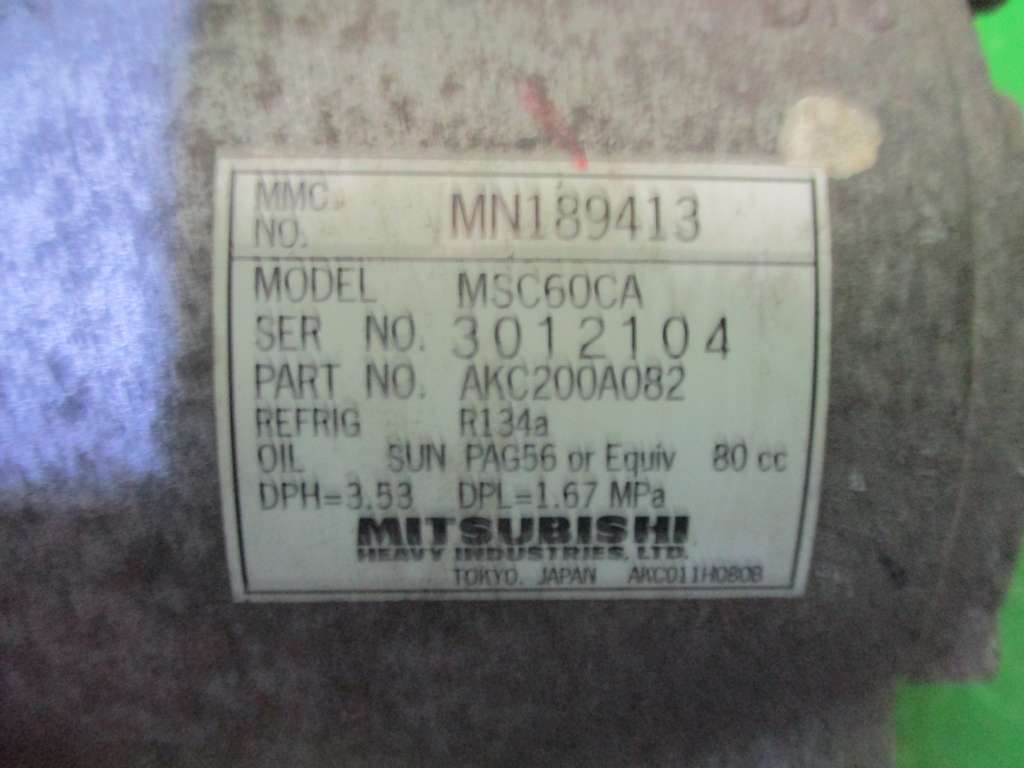 MMC.
NO. MN189413
MODEL MSC60CA
SER NO. 3012104
PART NO. AKC200A082
REFRIG R134a
OIL SUN PAG56 or Equiv 80 cc
DPH=3.53 DPL=1.67 MPa
MITSUBISHI
HEAVY INDUSTRIES, LTD.
TOKYO, JAPAN AKC011H080B